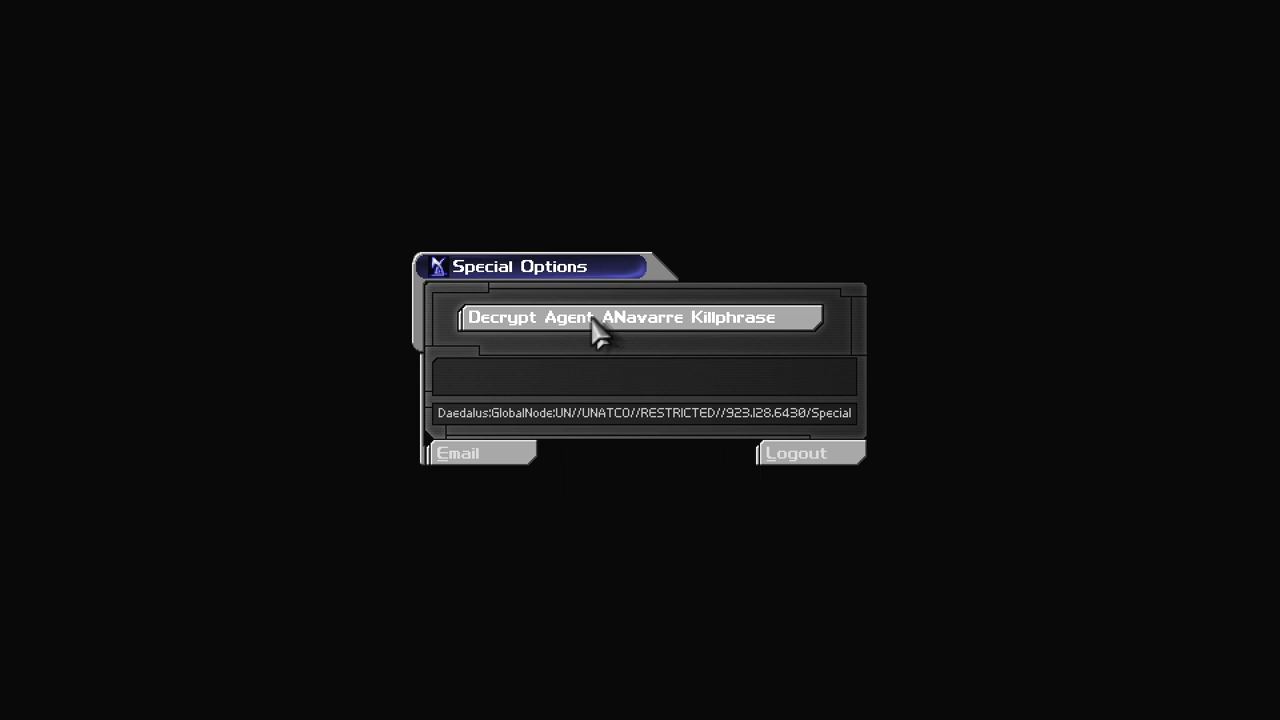 Special Options
Decrypt Agent ANavarre Killphrase
Daedalus:GlobalNode:UN//UNATCO//RESTRICTED//923.128.6430/Special
Email
Logout